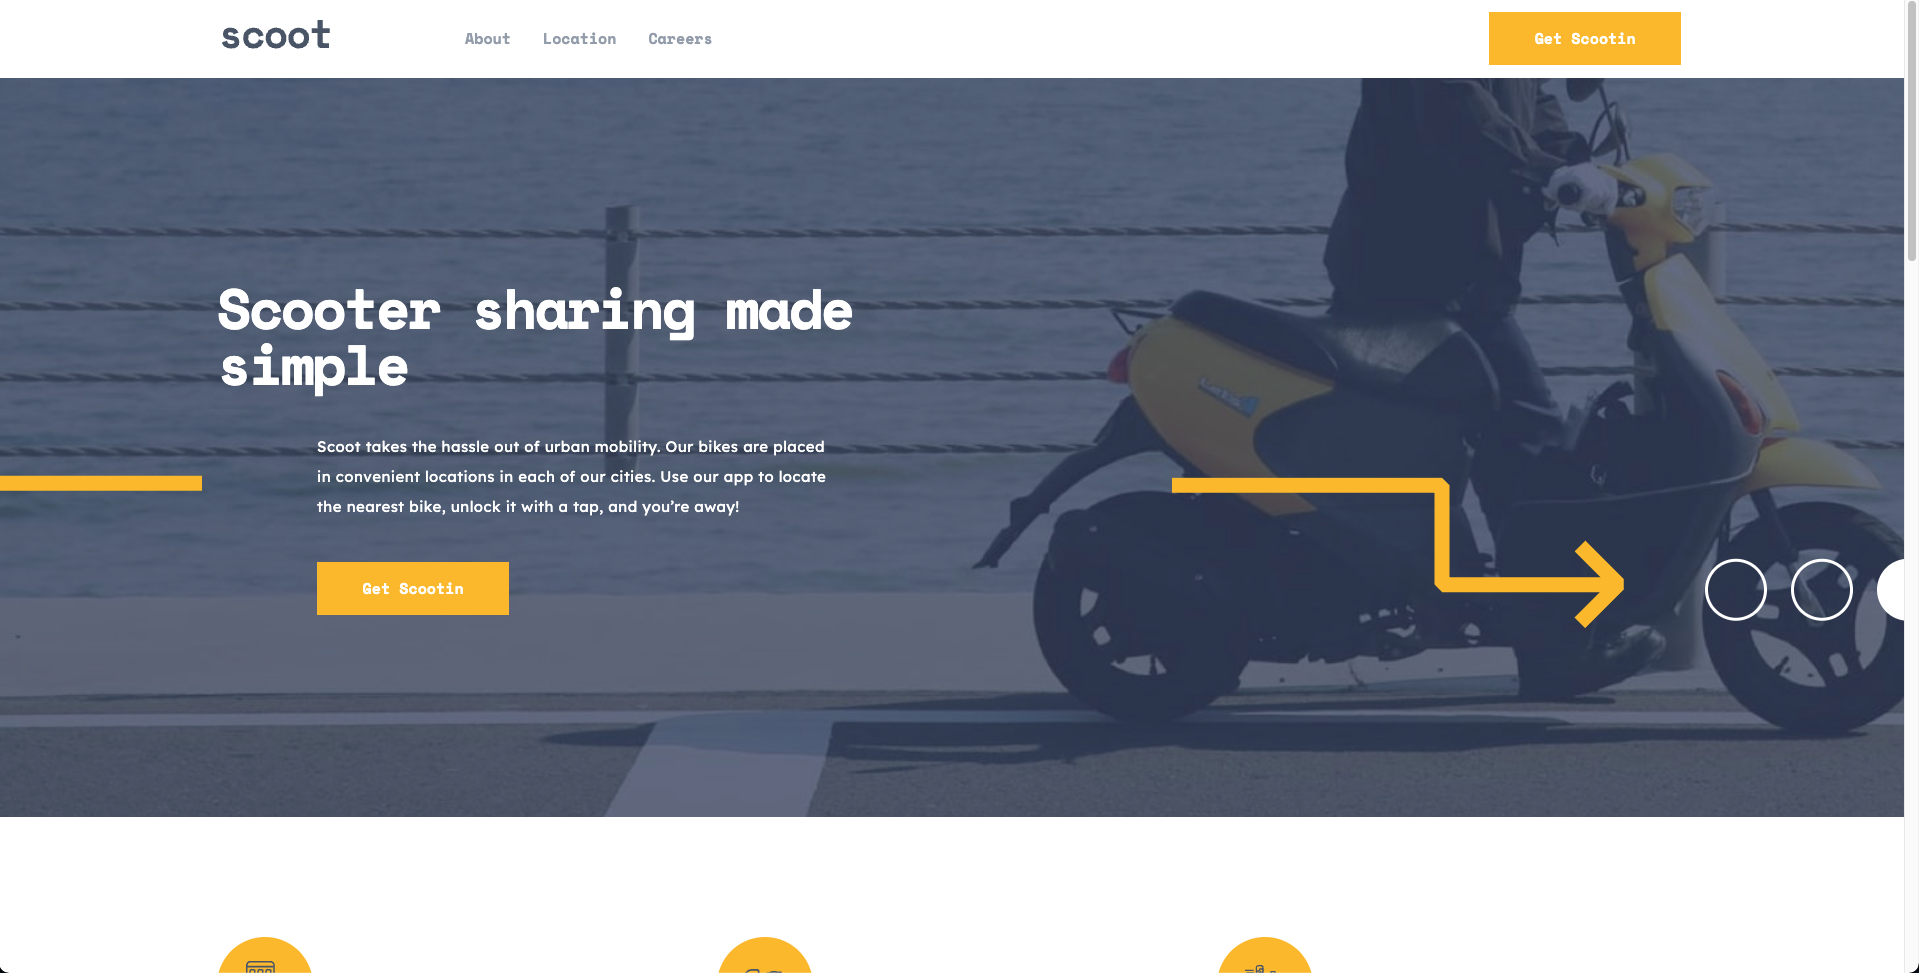 scoot
About
Location
Careers
Get Scootin
Scooter sharing made
simple
Scoot takes the hassle out of urban mobility. Our bikes are placed
in convenient locations in each of our cities. Use our app to locate
the nearest bike, unlock it with a tap, and you’re away!
Get Scootin